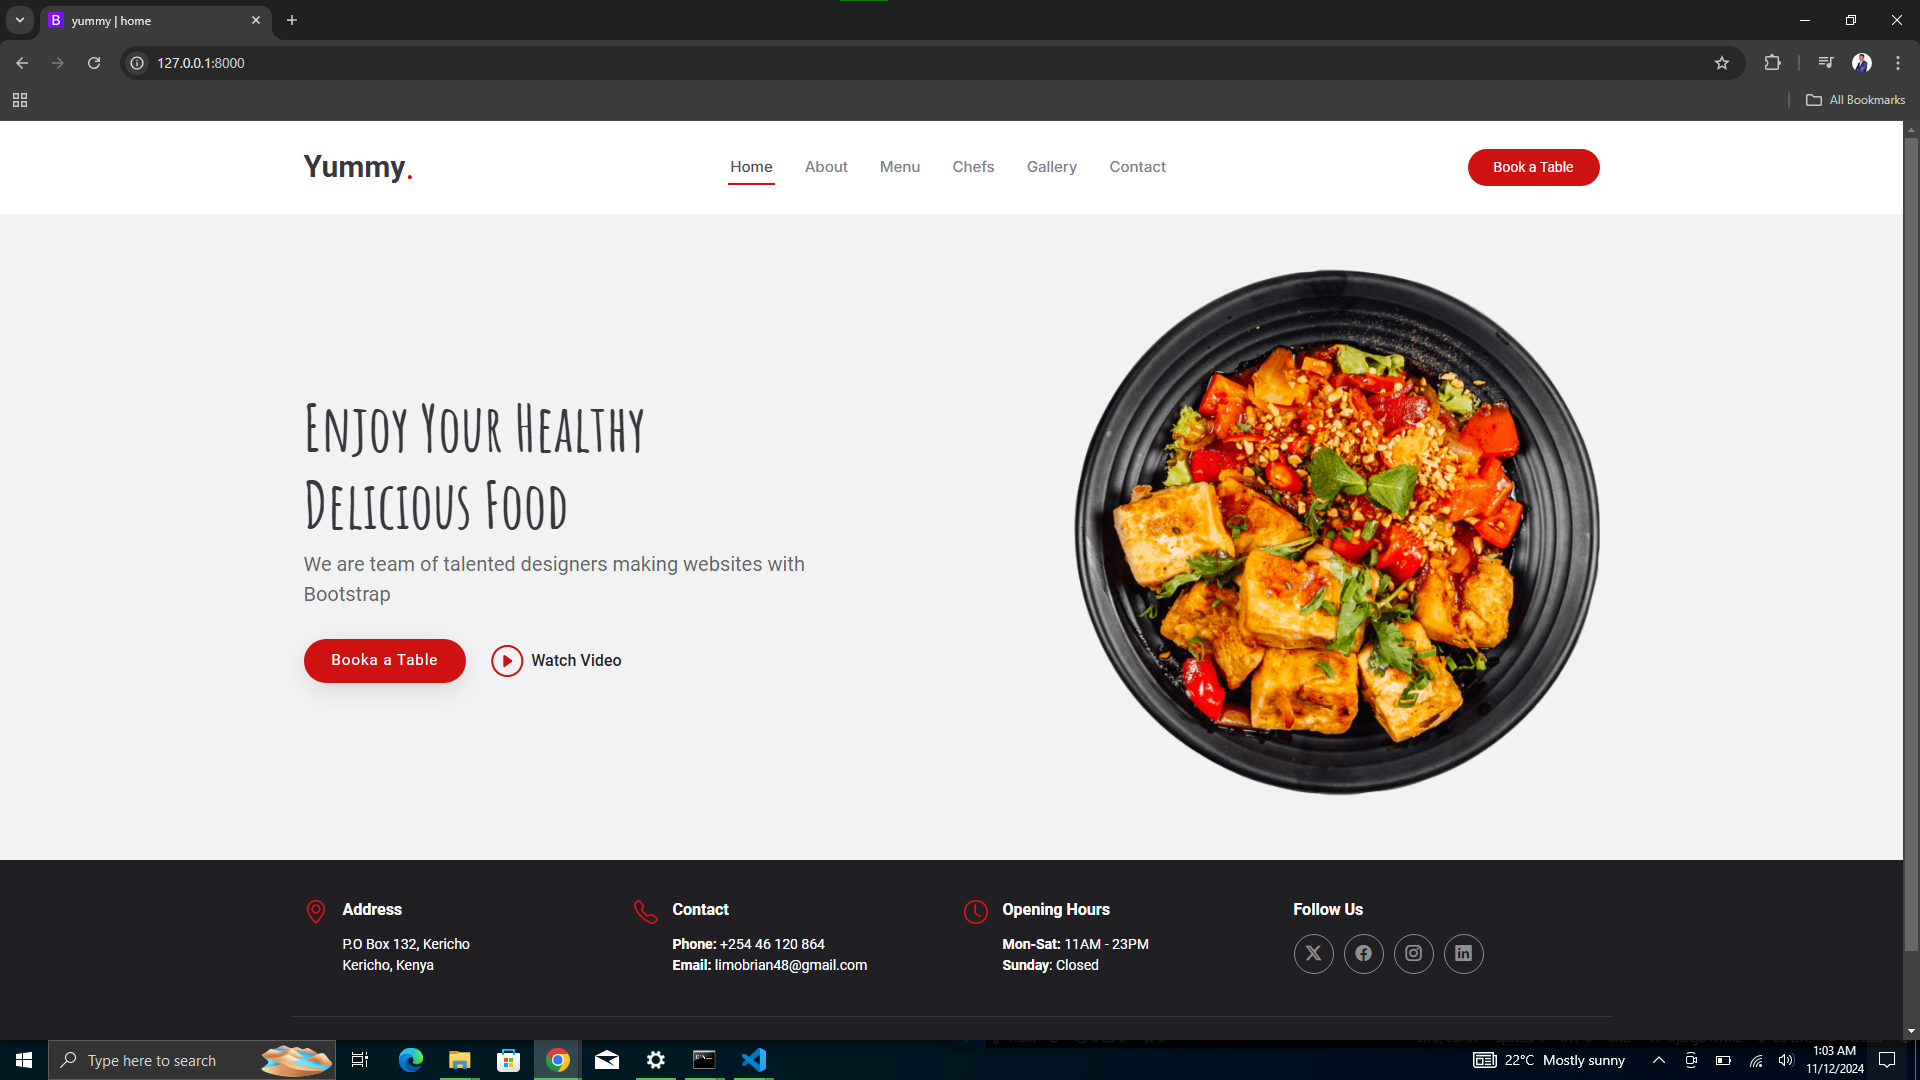 yummy | home
127.0.0.1:8000
All Bookmarks
Yummy.
Home About Menu Chefs Gallery Contact
Book a Table
Enjoy Your Healthy
Delicious Food
We are team of talented designers making websites with
Bootstrap
Booka a Table
Watch Video
Address
P.O Box 132, Kericho
Kericho, Kenya
Contact
Phone: +254 46 120 864
Email: limobrian48@gmail.com
Opening Hours
Mon-Sat: 11AM - 23PM
Sunday: Closed
Follow Us
Type here to search
22°C Mostly sunny
1:03 AM
11/12/2024